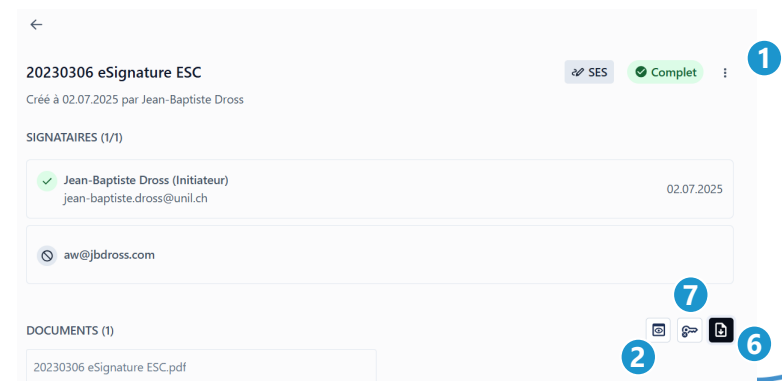 1
20230306 eSignature ESC
SES
Complet
Créé à 02.07.2025 par Jean-Baptiste Dross
SIGNATAIRES (1/1)
Jean-Baptiste Dross (Initiateur)
jean-baptiste.dross@unil.ch
02.07.2025
aw@jbdross.com
7
DOCUMENTS (1)
2
6
20230306 eSignature ESC.pdf